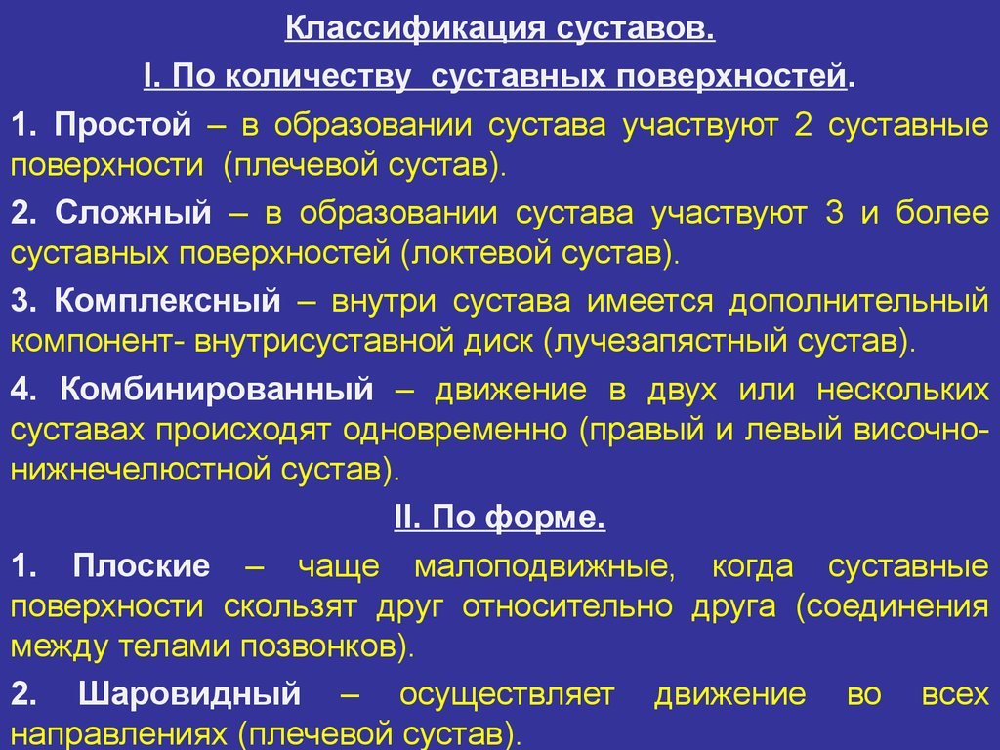 Классификация суставов.
I. По количеству суставных поверхностей.
1. Простой – в образовании сустава участвуют 2 суставные
поверхности (плечевой сустав).
2. Сложный – в образовании сустава участвуют 3 и более
суставных поверхностей (локтевой сустав).
3. Комплексный – внутри сустава имеется дополнительный
компонент- внутрисуставной диск (лучезапястный сустав).
4. Комбинированный – движение в двух или нескольких
суставах происходят одновременно (правый и левый височно-
нижнечелюстной сустав).
II. По форме.
1. Плоские – чаще малоподвижные, когда суставные
поверхности скользят друг относительно друга (соединения
между телами позвонков).
2. Шаровидный – осуществляет движение во всех
направлениях (плечевой сустав).